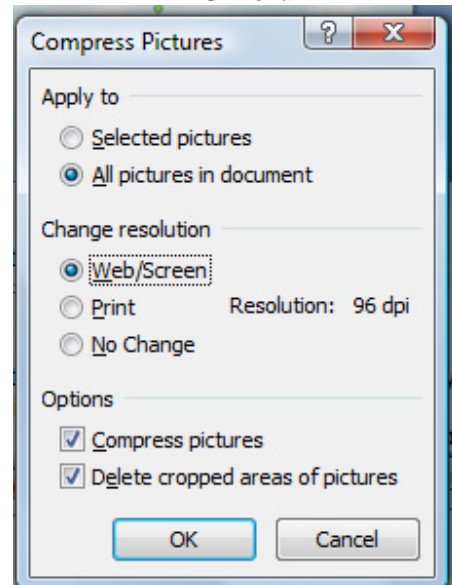 Compress Pictures
Apply to
Selected pictures
All pictures in document
Change resolution
Web/Screen
Print Resolution: 96 dpi
No Change
Options
Compress pictures
Delete cropped areas of pictures
OK Cancel